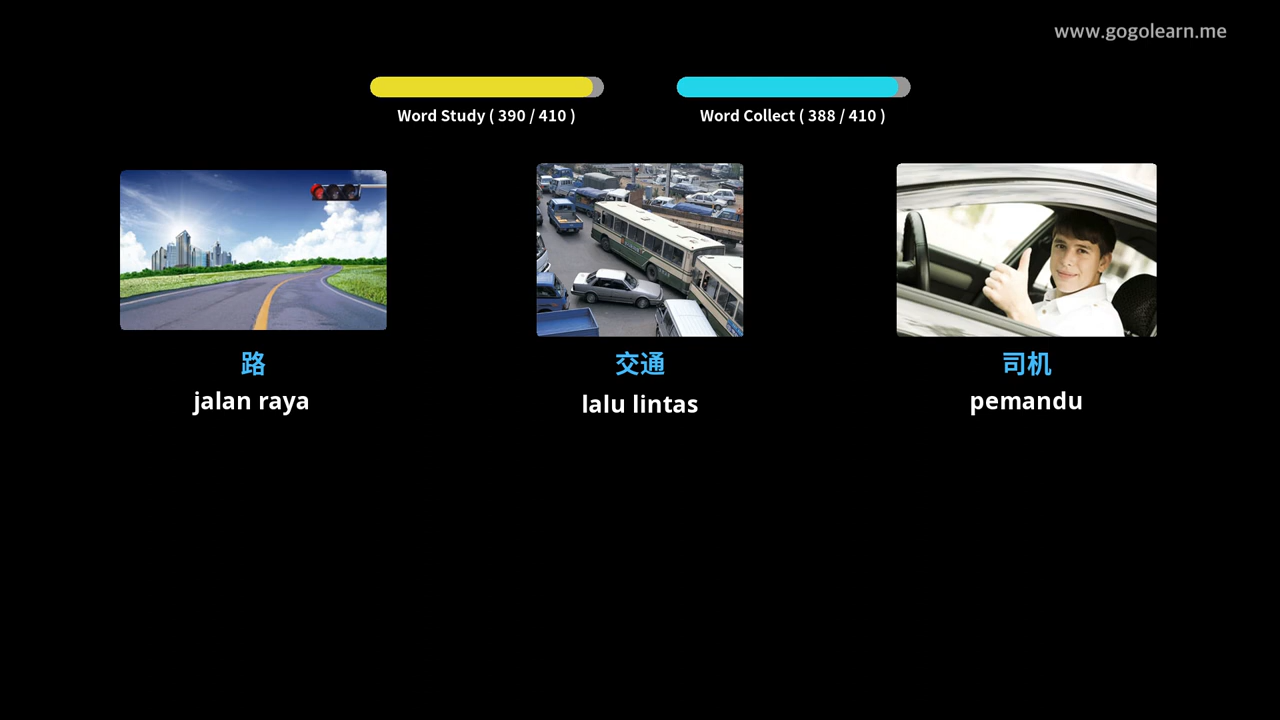 www.gogolearn.me
Word Study ( 390 / 410 )
Word Collect ( 388 / 410 )
路
交通
司机
jalan raya
lalu lintas
pemandu